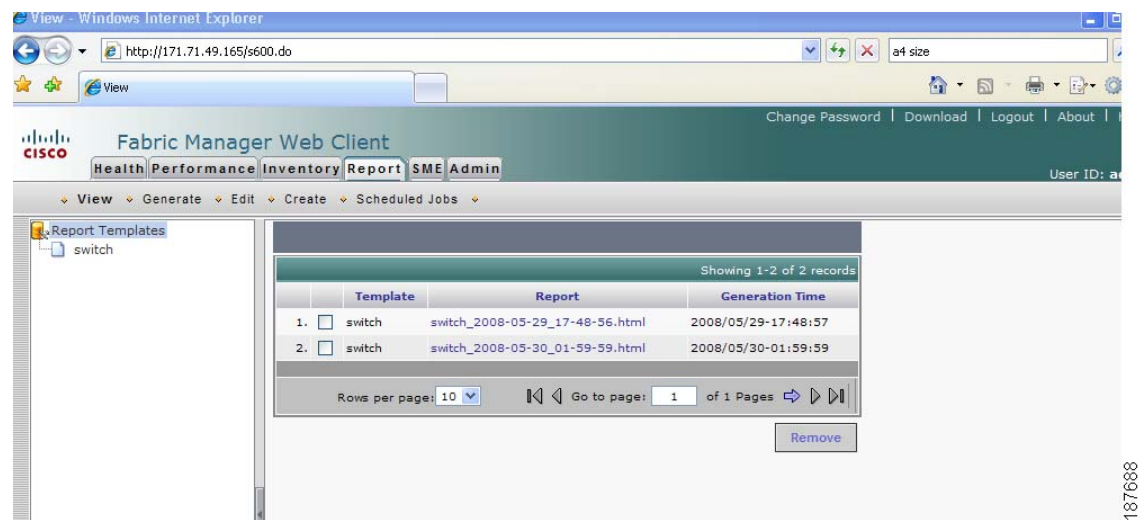 View - Windows Internet Explorer
http://171.71.49.165/s600.do
a4 size
View
Change Password | Download | Logout | About |
CISCO
Fabric Manager Web Client
Health Performance Inventory Report SME Admin
User ID:
View Generate Edit Create Scheduled Jobs
Report Templates
switch
Showing 1-2 of 2 records
Template Report Generation Time
1. switch switch_2008-05-29_17-48-56.html 2008/05/29-17:48:57
2. switch switch_2008-05-30_01-59-59.html 2008/05/30-01:59:59
Rows per page: 10 Go to page: 1 of 1 Pages
Remove
187688